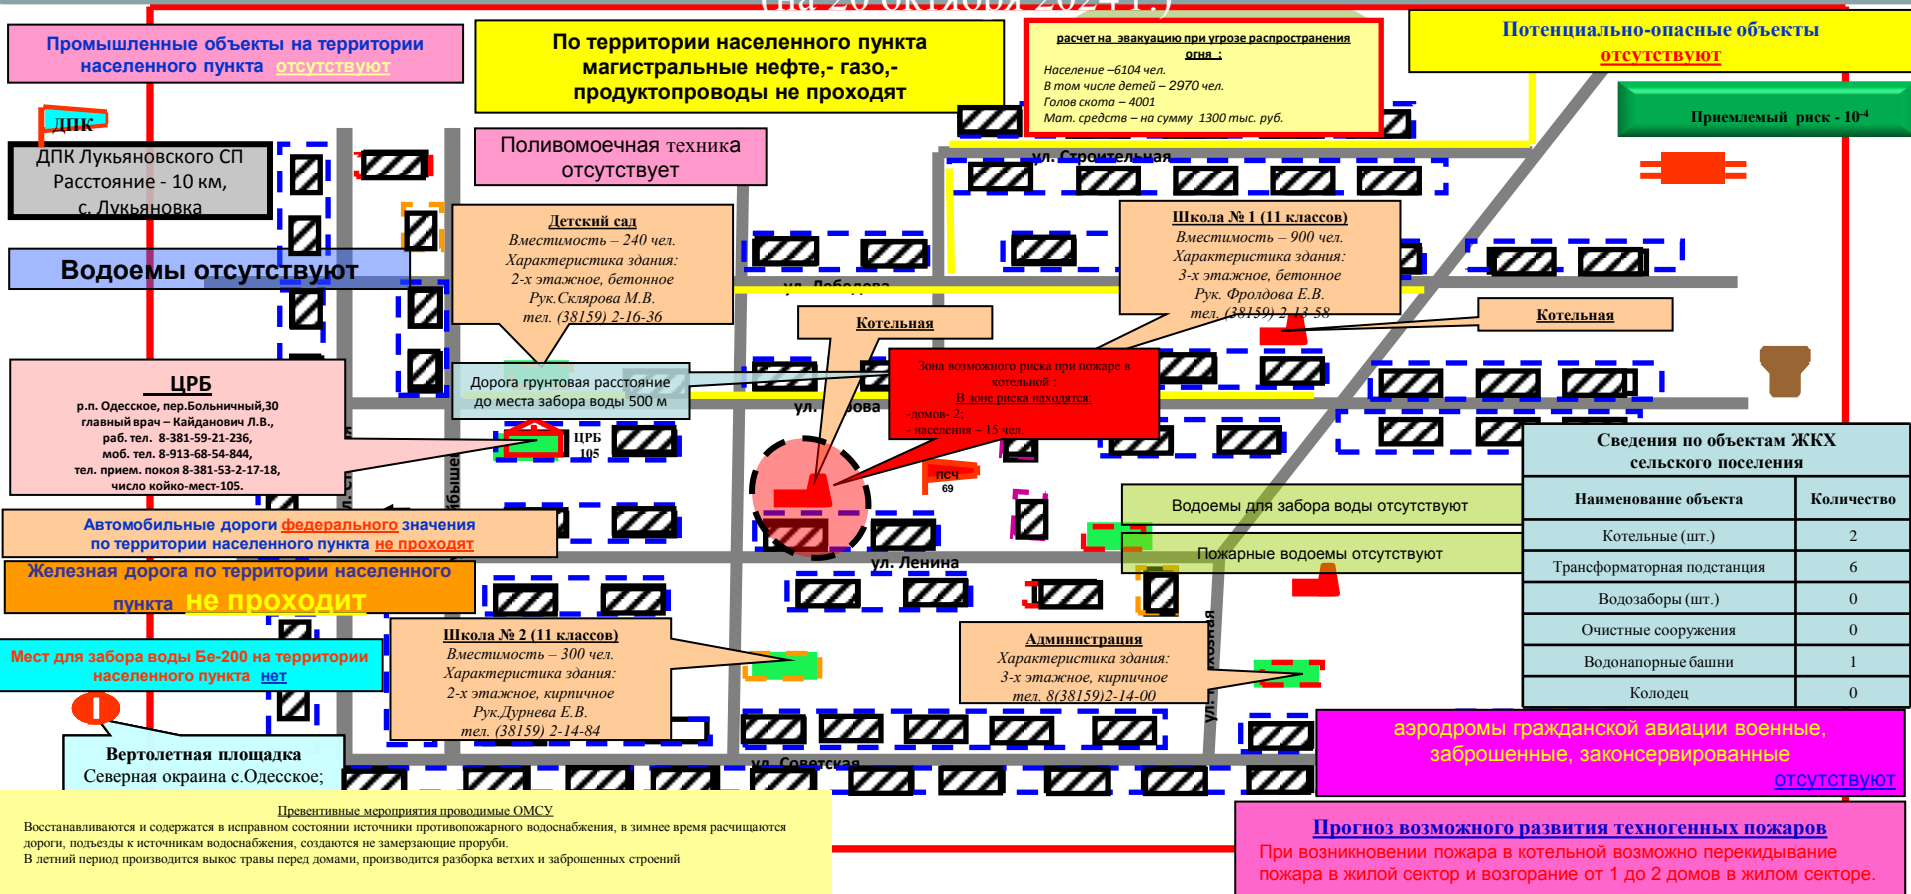 (на 20 октября 2024 г.)
Промышленные объекты на территории
населенного пункта отсутствуют
По территории населенного пункта
магистральные нефте,- газо,-
продуктопроводы не проходят
расчет на эвакуацию при угрозе распространения
огня :
Население –6104 чел.
В том числе детей – 2970 чел.
Голов скота – 4001
Мат. средств – на сумму 1300 тыс. руб.
Потенциально-опасные объекты
отсутствуют
Приемлемый риск - 10⁻⁴
ДПК
ДПК Лукьяновского СП
Расстояние - 10 км,
с. Лукьяновка
Поливомоечная техника
отсутствует
ул. Строительная
Водоемы отсутствуют
Детский сад
Вместимость – 240 чел.
Характеристика здания:
2-х этажное, бетонное
Рук.Склярова М.В.
тел. (38159) 2-16-36
Школа № 1 (11 классов)
Вместимость – 900 чел.
Характеристика здания:
3-х этажное, бетонное
Рук. Фролдова Е.В.
тел. (38159) 2-13-58
Котельная
Котельная
ЦРБ
р.п. Одесское, пер.Больничный,30
главный врач – Кайданович Л.В.,
раб. тел. 8-381-59-21-236,
моб. тел. 8-913-68-54-844,
тел. прием. покоя 8-381-53-2-17-18,
число койко-мест-105.
Дорога грунтовая расстояние
до места забора воды 500 м
Зона возможного риска при пожаре в
котельной :
В зоне риска находятся:
-домов- 2;
- населения – 15 чел.
ЦРБ
105
ПСЧ
69
Сведения по объектам ЖКХ
сельского поселения
Наименование объекта Количество
Котельные (шт.) 2
Трансформаторная подстанция 6
Водозаборы (шт.) 0
Очистные сооружения 0
Водонапорные башни 1
Колодец 0
Водоемы для забора воды отсутствуют
Пожарные водоемы отсутствуют
Автомобильные дороги федерального значения
по территории населенного пункта не проходят
ул. Ленина
Железная дорога по территории населенного
пункта не проходит
Школа № 2 (11 классов)
Вместимость – 300 чел.
Характеристика здания:
2-х этажное, кирпичное
Рук.Дурнева Е.В.
тел. (38159) 2-14-84
Администрация
Характеристика здания:
3-х этажное, кирпичное
тел. 8(38159)2-14-00
Мест для забора воды Бе-200 на территории
населенного пункта нет
аэродромы гражданской авиации военные,
заброшенные, законсервированные
отсутствуют
Вертолетная площадка
Северная окраина с.Одесское;
ул. Советская
Превентивные мероприятия проводимые ОМСУ
Восстанавливаются и содержатся в исправном состоянии источники противопожарного водоснабжения, в зимнее время расчищаются
дороги, подъезды к источникам водоснабжения, создаются не замерзающие проруби.
В летний период производится выкос травы перед домами, производится разборка ветхих и заброшенных строений
Прогноз возможного развития техногенных пожаров
При возникновении пожара в котельной возможно перекидывание
пожара в жилой сектор и возгорание от 1 до 2 домов в жилом секторе.